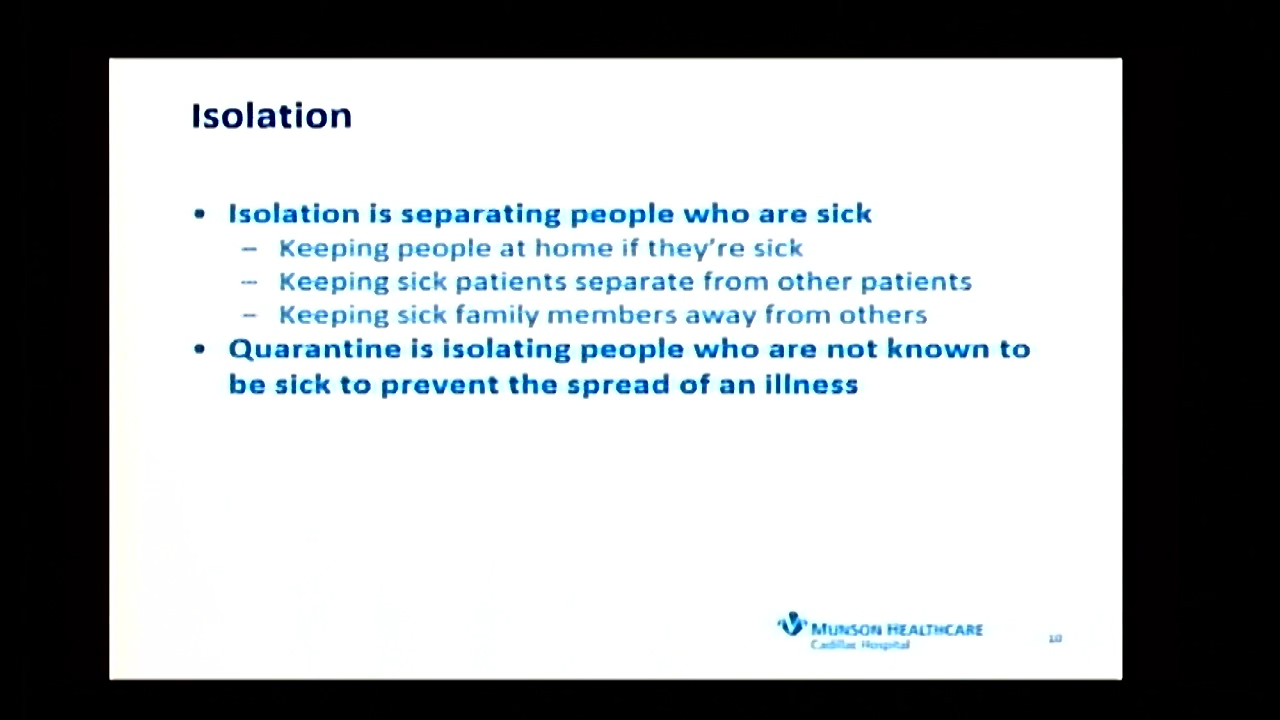 Isolation
• Isolation is separating people who are sick
– Keeping people at home if they're sick
– Keeping sick patients separate from other patients
– Keeping sick family members away from others
• Quarantine is isolating people who are not known to
be sick to prevent the spread of an illness
MUNSON HEALTHCARE
Cadillac Hospital
10